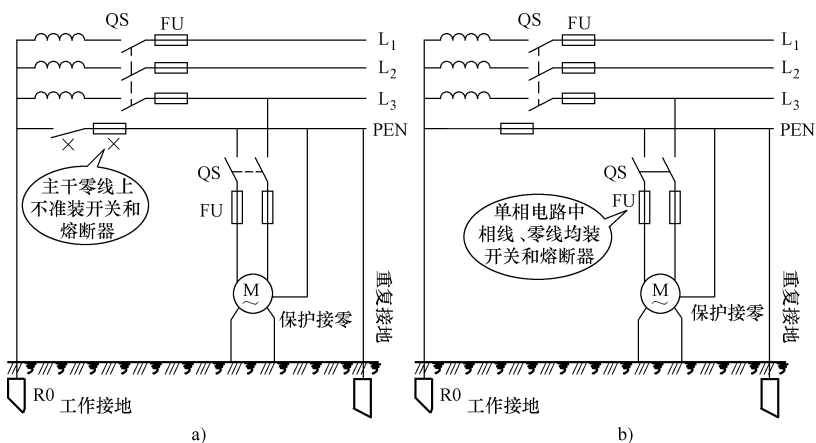 QS
FU
L1
L2
L3
PEN
主干零线上
不准装开关和
熔断器
QS
FU
M
~
保护接零
重复接地
R0 工作接地
a)
QS
FU
L1
L2
L3
PEN
QS
FU
单相电路中
相线、零线均装
开关和熔断器
M
~
保护接零
重复接地
R0 工作接地
b)